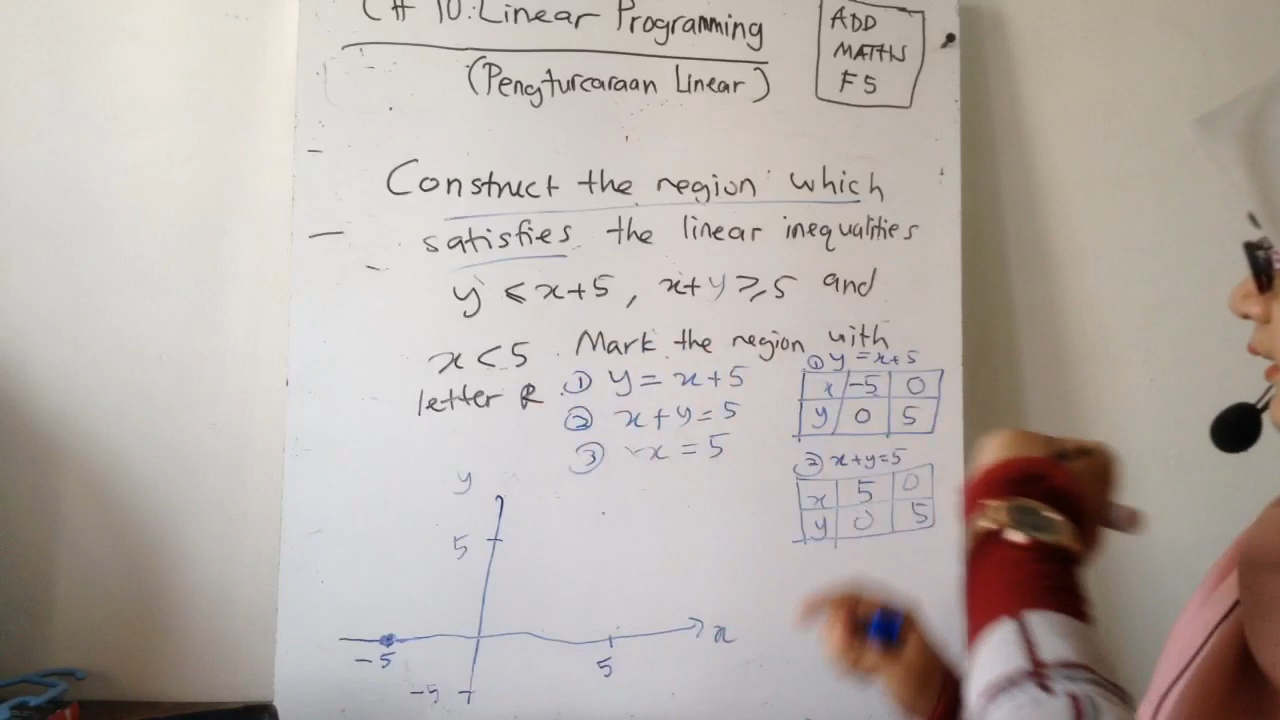 CH 10: Linear Programming
(Pengturcaraan Linear)
ADD
MATHS
F5
Construct the region which
satisfies the linear inequalities
y < x+5, x+y ≥ 5 and
x < 5. Mark the region with
letter R.
① y = x+5
② x+y = 5
③ x = 5
① y = x+5
x -5 0
y 0 5
② x+y=5
x 5 0
y 0 5
y
5
x
-5
5
-5